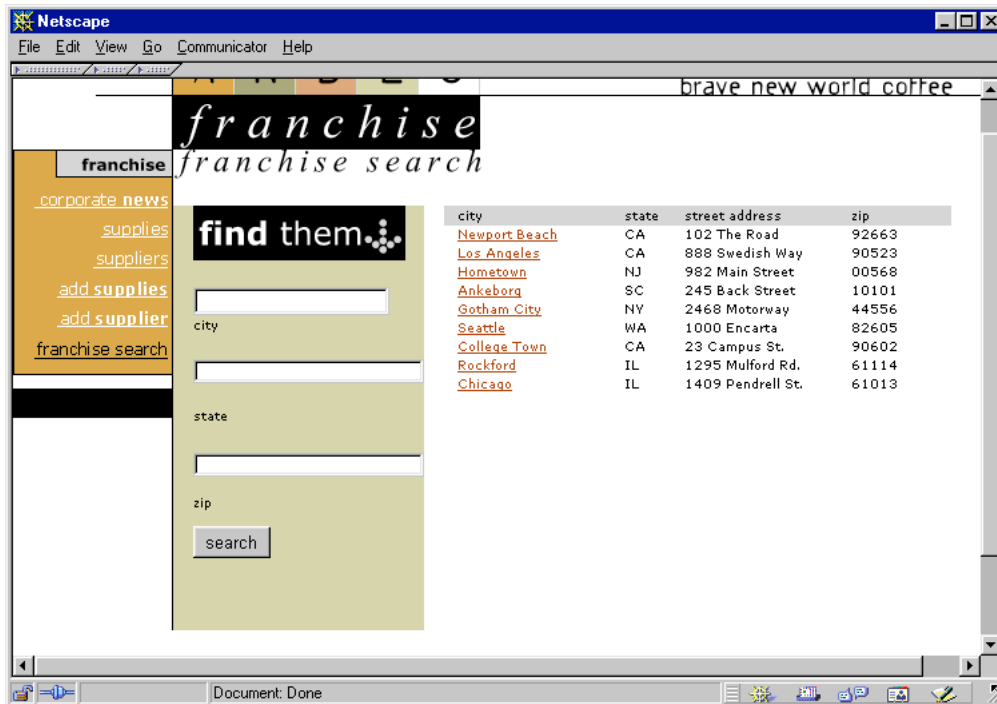 Netscape
File Edit View Go Communicator Help
brave new world coffee
franchise
franchise search
franchise
corporate news
supplies
suppliers
add supplies
add supplier
franchise search
find them
city
state
zip
search
city state street address zip
Newport Beach CA 102 The Road 92663
Los Angeles CA 888 Swedish Way 90523
Hometown NJ 982 Main Street 00568
Ankeborg SC 245 Back Street 10101
Gotham City NY 2468 Motorway 44556
Seattle WA 1000 Encarta 82605
College Town CA 23 Campus St. 90602
Rockford IL 1295 Mulford Rd. 61114
Chicago IL 1409 Pendrell St. 61013
Document: Done